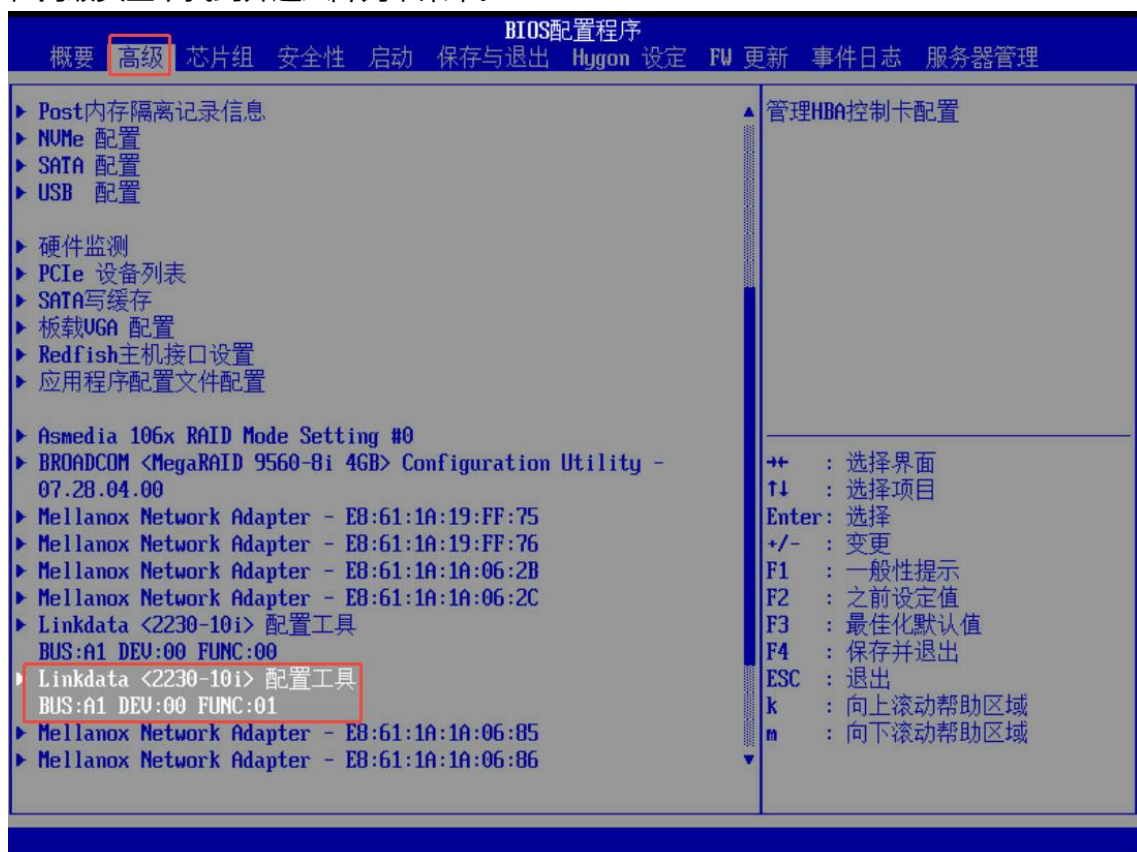 BIOS配置程序
概要 高级 芯片组 安全性 启动 保存与退出 Hygon 设定 FW 更新 事件日志 服务器管理
Post内存隔离记录信息
NVMe 配置
SATA 配置
USB 配置
硬件监测
PCIe 设备列表
SATA写缓存
板载VGA 配置
Redfish主机接口设置
应用程序配置文件配置
Asmedia 106x RAID Mode Setting #0
BROADCOM <MegaRAID 9560-8i 4GB> Configuration Utility -
07.28.04.00
Mellanox Network Adapter - E8:61:1A:19:FF:75
Mellanox Network Adapter - E8:61:1A:19:FF:76
Mellanox Network Adapter - E8:61:1A:1A:06:2B
Mellanox Network Adapter - E8:61:1A:1A:06:2C
Linkdata <2230-10i> 配置工具
BUS:A1 DEV:00 FUNC:00
Linkdata <2230-10i> 配置工具
BUS:A1 DEV:00 FUNC:01
Mellanox Network Adapter - E8:61:1A:1A:06:85
Mellanox Network Adapter - E8:61:1A:1A:06:86
管理HBA控制卡配置
→← : 选择界面
↑↓ : 选择项目
Enter: 选择
+/- : 变更
F1 : 一般性提示
F2 : 之前设定值
F3 : 最佳化默认值
F4 : 保存并退出
ESC : 退出
k : 向上滚动帮助区域
m : 向下滚动帮助区域